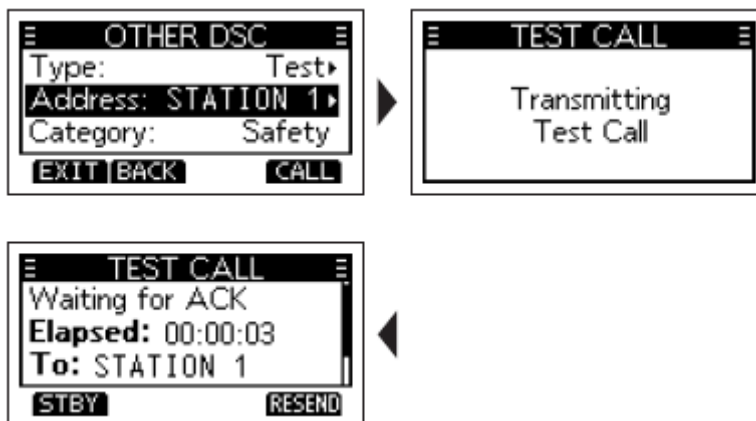 OTHER DSC
Type: Test
Address: STATION 1
Category: Safety
EXIT BACK CALL
TEST CALL
Transmitting
Test Call
TEST CALL
Waiting for ACK
Elapsed: 00:00:03
To: STATION 1
STBY RESEND